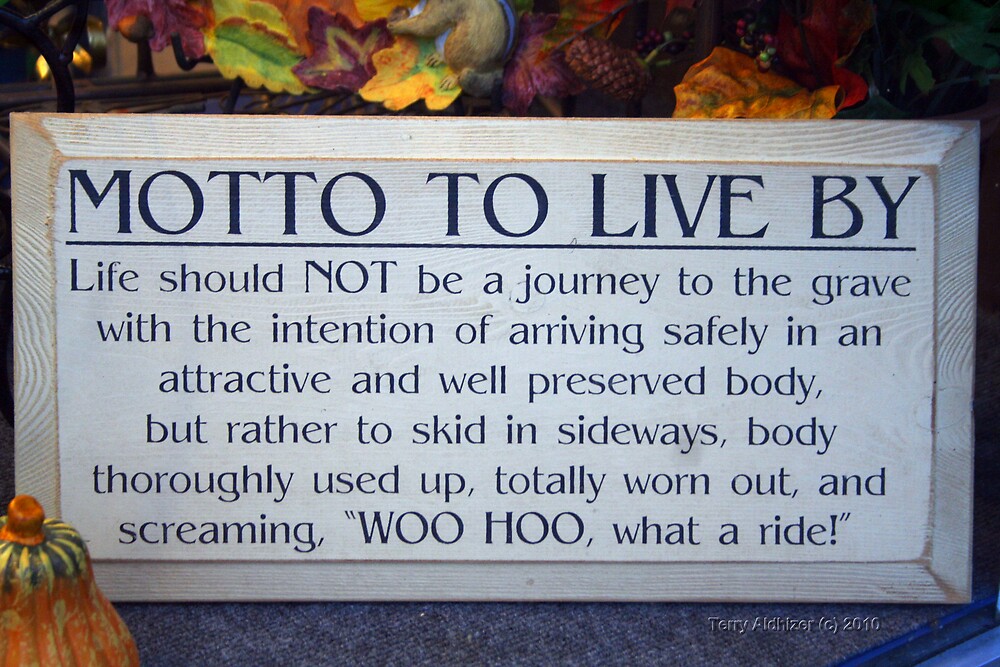 MOTTO TO LIVE BY
Life should NOT be a journey to the grave
with the intention of arriving safely in an
attractive and well preserved body,
but rather to skid in sideways, body
thoroughly used up, totally worn out, and
screaming, "WOO HOO, what a ride!"
Terry Aldhizer (c) 2010